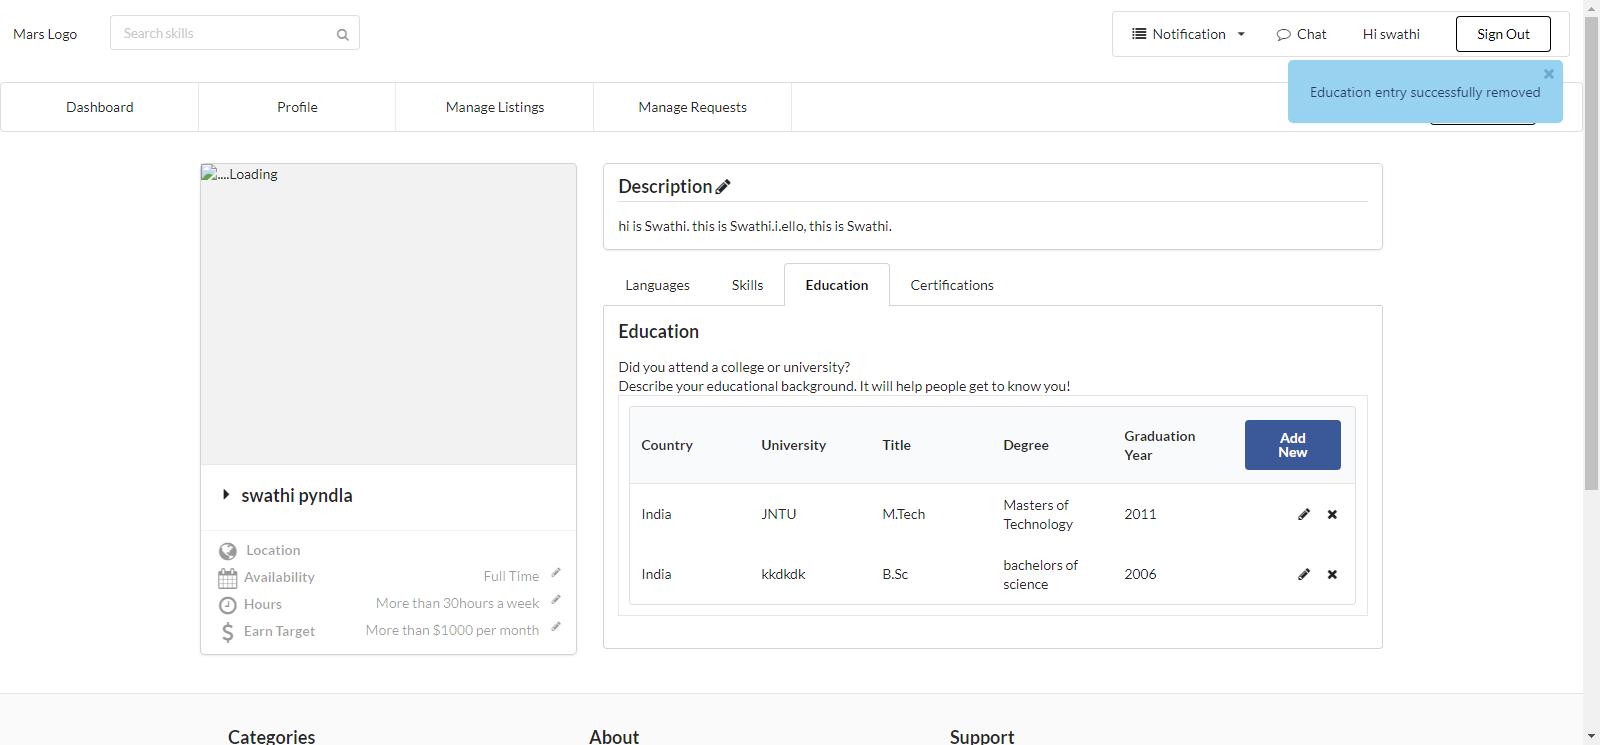 Mars Logo
Search skills
Notification
Chat
Hi swathi
Sign Out
Education entry successfully removed
Dashboard
Profile
Manage Listings
Manage Requests
....Loading
swathi pyndla
Location
Availability
Full Time
Hours
More than 30hours a week
Earn Target
More than $1000 per month
Description
hi is Swathi. this is Swathi.i.ello, this is Swathi.
Languages
Skills
Education
Certifications
Education
Did you attend a college or university?
Describe your educational background. It will help people get to know you!
Country
University
Title
Degree
Graduation
Year
Add
New
India
JNTU
M.Tech
Masters of
Technology
2011
India
kkdkdk
B.Sc
bachelors of
science
2006
Categories
About
Support